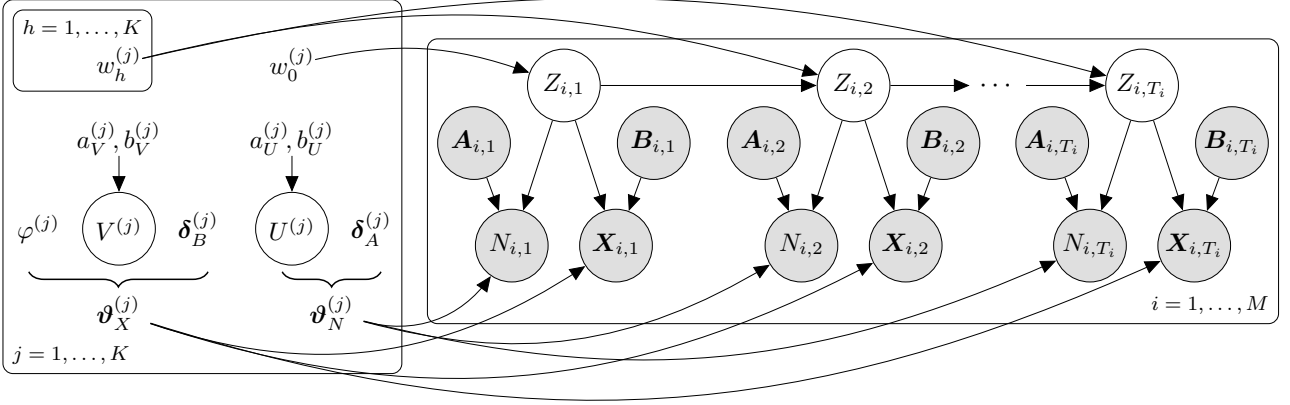 h = 1, . . . , K
w_h^{(j)}
w_0^{(j)}
Z_{i,1}
Z_{i,2}
· · ·
Z_{i,T_i}
a_V^{(j)}, b_V^{(j)}
a_U^{(j)}, b_U^{(j)}
A_{i,1}
B_{i,1}
A_{i,2}
B_{i,2}
A_{i,T_i}
B_{i,T_i}
φ^{(j)}
V^{(j)}
δ_B^{(j)}
U^{(j)}
δ_A^{(j)}
N_{i,1}
X_{i,1}
N_{i,2}
X_{i,2}
N_{i,T_i}
X_{i,T_i}
ϑ_X^{(j)}
ϑ_N^{(j)}
i = 1, . . . , M
j = 1, . . . , K